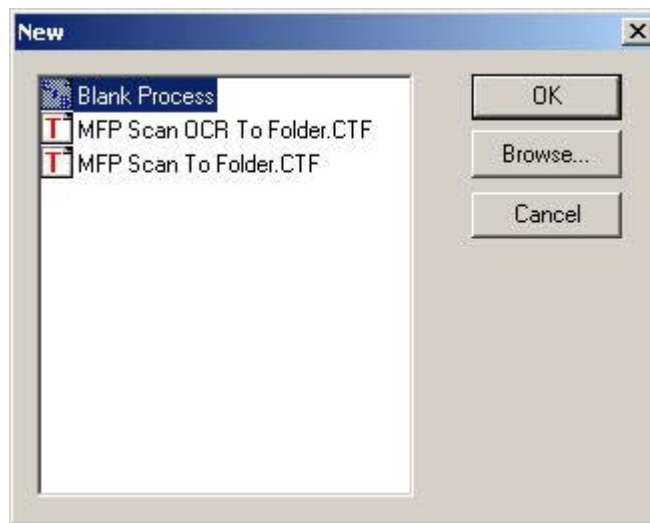 New
Blank Process
MFP Scan OCR To Folder.CTF
MFP Scan To Folder.CTF
OK
Browse...
Cancel